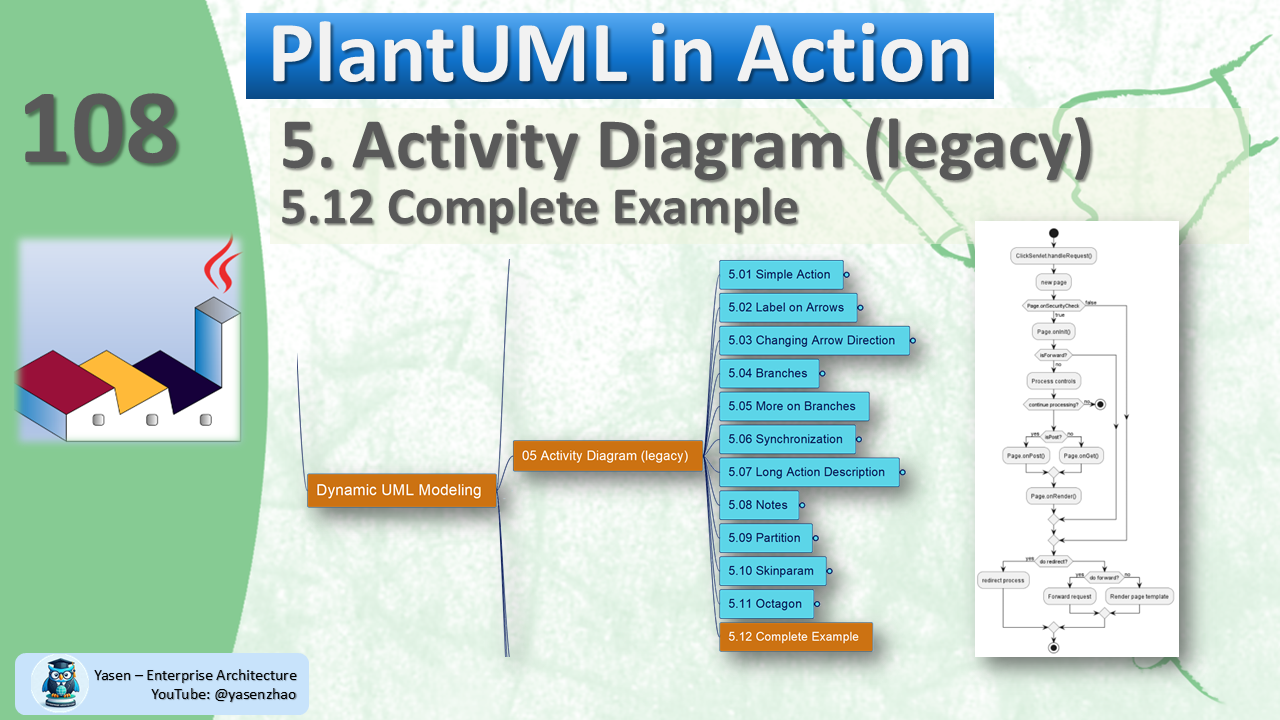 PlantUML in Action
108
5. Activity Diagram (legacy)
5.12 Complete Example
Dynamic UML Modeling
05 Activity Diagram (legacy)
5.01 Simple Action
5.02 Label on Arrows
5.03 Changing Arrow Direction
5.04 Branches
5.05 More on Branches
5.06 Synchronization
5.07 Long Action Description
5.08 Notes
5.09 Partition
5.10 Skinparam
5.11 Octagon
5.12 Complete Example
ClickServlet.handleRequest()
new page
Page.onSecurityCheck
false
true
Page.onInit()
isForward?
no
Process controls
continue processing?
no
isPost?
yes
no
Page.onPost()
Page.onGet()
Page.onRender()
do redirect?
yes
redirect process
do forward?
yes
no
Forward request
Render page template
Yasen – Enterprise Architecture
YouTube: @yasenzhao